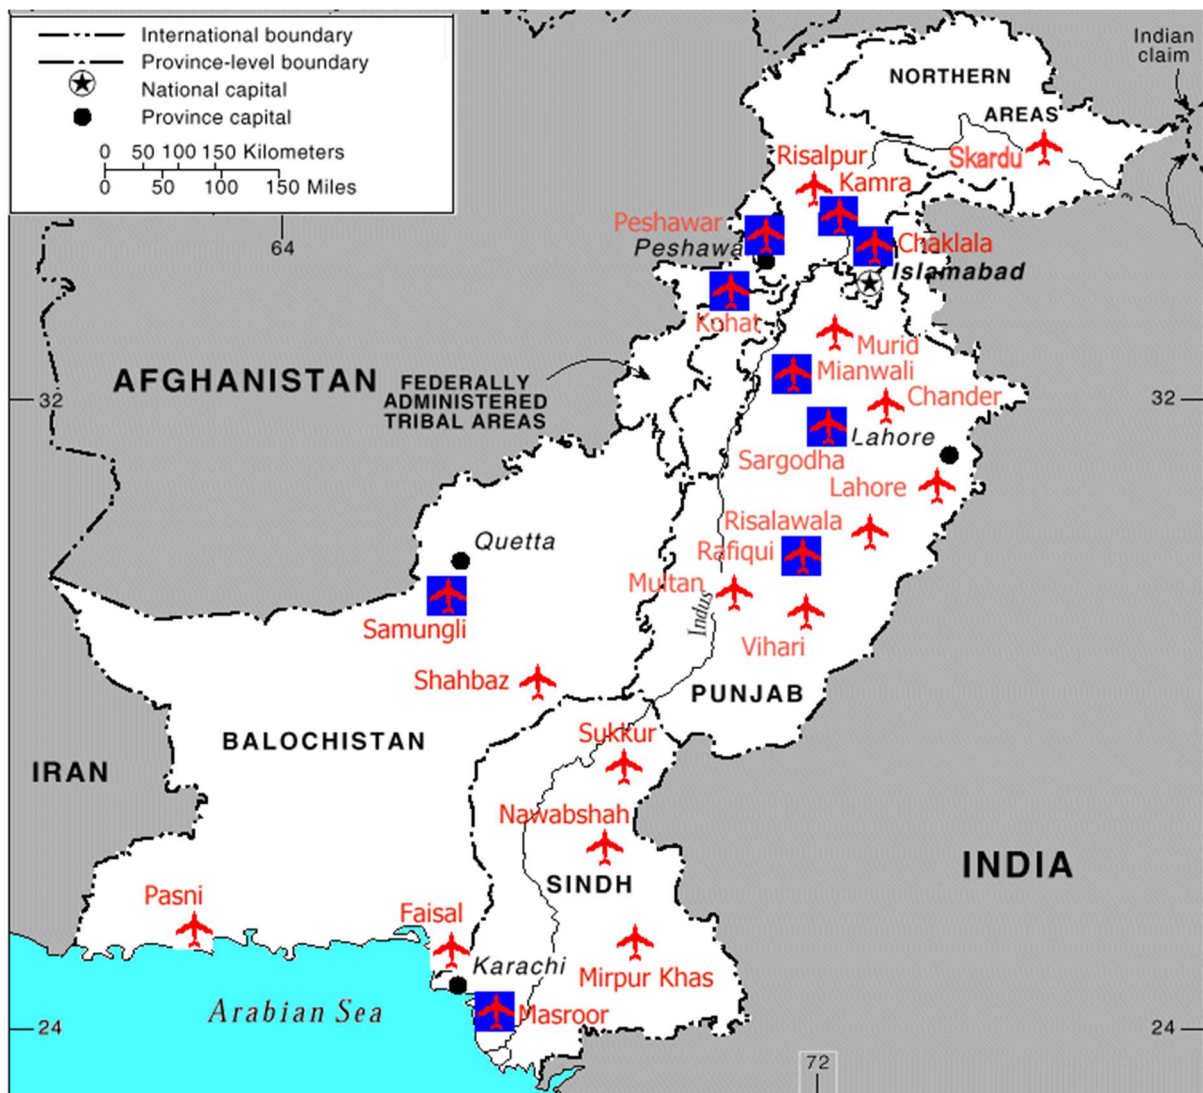 International boundary
Province-level boundary
National capital
Province capital
0 50 100 150 Kilometers
0 50 100 150 Miles
Indian
claim
NORTHERN
AREAS
Skardu
Risalpur
Kamra
Peshawar
Peshawa
Chaklala
Islamabad
64
Kohat
Murid
Mianwali
AFGHANISTAN
FEDERALLY
ADMINISTERED
TRIBAL AREAS
Chander
32
32
Lahore
Sargodha
Lahore
Risalawala
Quetta
Rafiqui
Multan
Indus
Samungli
Vihari
Shahbaz
PUNJAB
Sukkur
BALOCHISTAN
IRAN
Nawabshah
INDIA
SINDH
Pasni
Faisal
Karachi
Mirpur Khas
Arabian Sea
Masroor
24
24
72